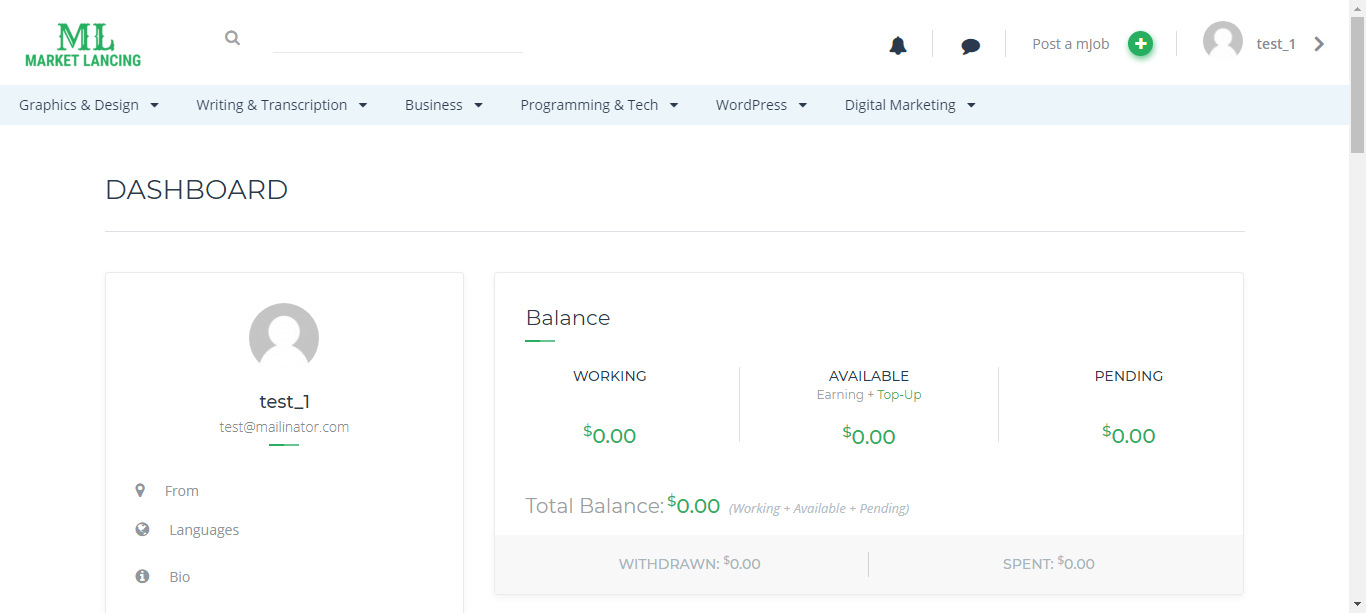 ML
MARKET LANCING
Post a mJob
test_1
Graphics & Design
Writing & Transcription
Business
Programming & Tech
WordPress
Digital Marketing
DASHBOARD
test_1
test@mailinator.com
From
Languages
Bio
Balance
WORKING
$0.00
AVAILABLE
Earning + Top-Up
$0.00
PENDING
$0.00
Total Balance: $0.00 (Working + Available + Pending)
WITHDRAWN: $0.00
SPENT: $0.00